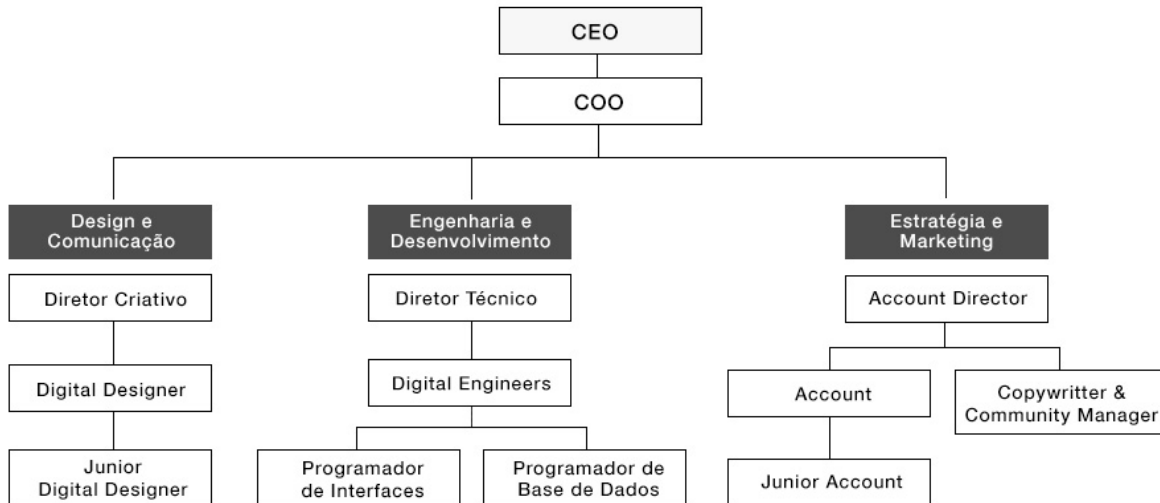 CEO
COO
Design e
Comunicação
Engenharia e
Desenvolvimento
Estratégia e
Marketing
Diretor Criativo
Diretor Técnico
Account Director
Digital Designer
Digital Engineers
Account
Copywritter &
Community Manager
Junior
Digital Designer
Programador
de Interfaces
Programador de
Base de Dados
Junior Account